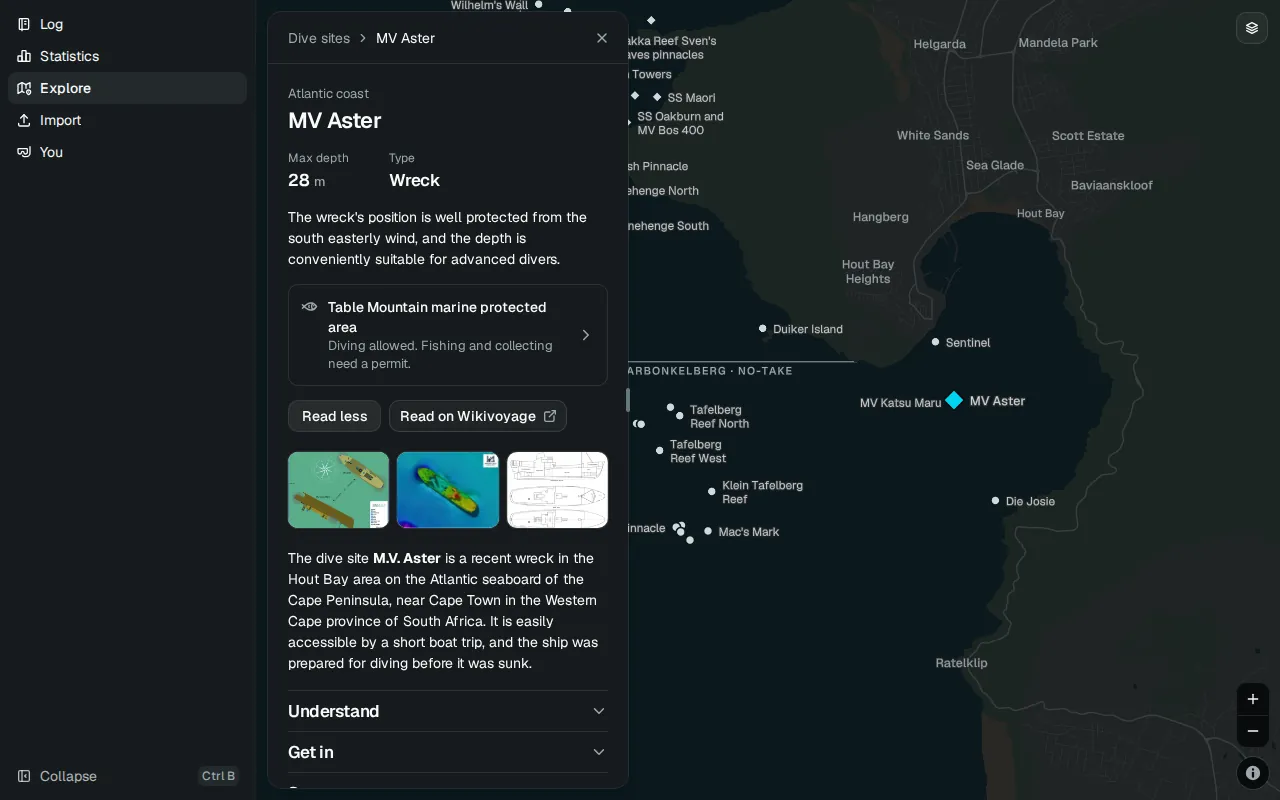 Log
Statistics
Explore
Import
You
Collapse
Ctrl B
Dive sites
MV Aster
Atlantic coast
MV Aster
Max depth
Type
28 m
Wreck
The wreck's position is well protected from the
south easterly wind, and the depth is
conveniently suitable for advanced divers.
Table Mountain marine protected
area
Diving allowed. Fishing and collecting
need a permit.
Read less
Read on Wikivoyage
The dive site M.V. Aster is a recent wreck in the
Hout Bay area on the Atlantic seaboard of the
Cape Peninsula, near Cape Town in the Western
Cape province of South Africa. It is easily
accessible by a short boat trip, and the ship was
prepared for diving before it was sunk.
Understand
Get in
Wilhelm's Wall
akka Reef Sven's
aves pinnacles
Towers
SS Maori
SS Oakburn and
MV Bos 400
sh Pinnacle
ehenge North
nehenge South
Duiker Island
ARBONKELBERG · NO-TAKE
Tafelberg
Reef North
Tafelberg
Reef West
Klein Tafelberg
Reef
innacle
Mac's Mark
Helgarda
Mandela Park
White Sands
Scott Estate
Sea Glade
Baviaanskloof
Hangberg
Hout Bay
Hout Bay
Heights
Sentinel
MV Katsu Maru
MV Aster
Die Josie
Ratelklip